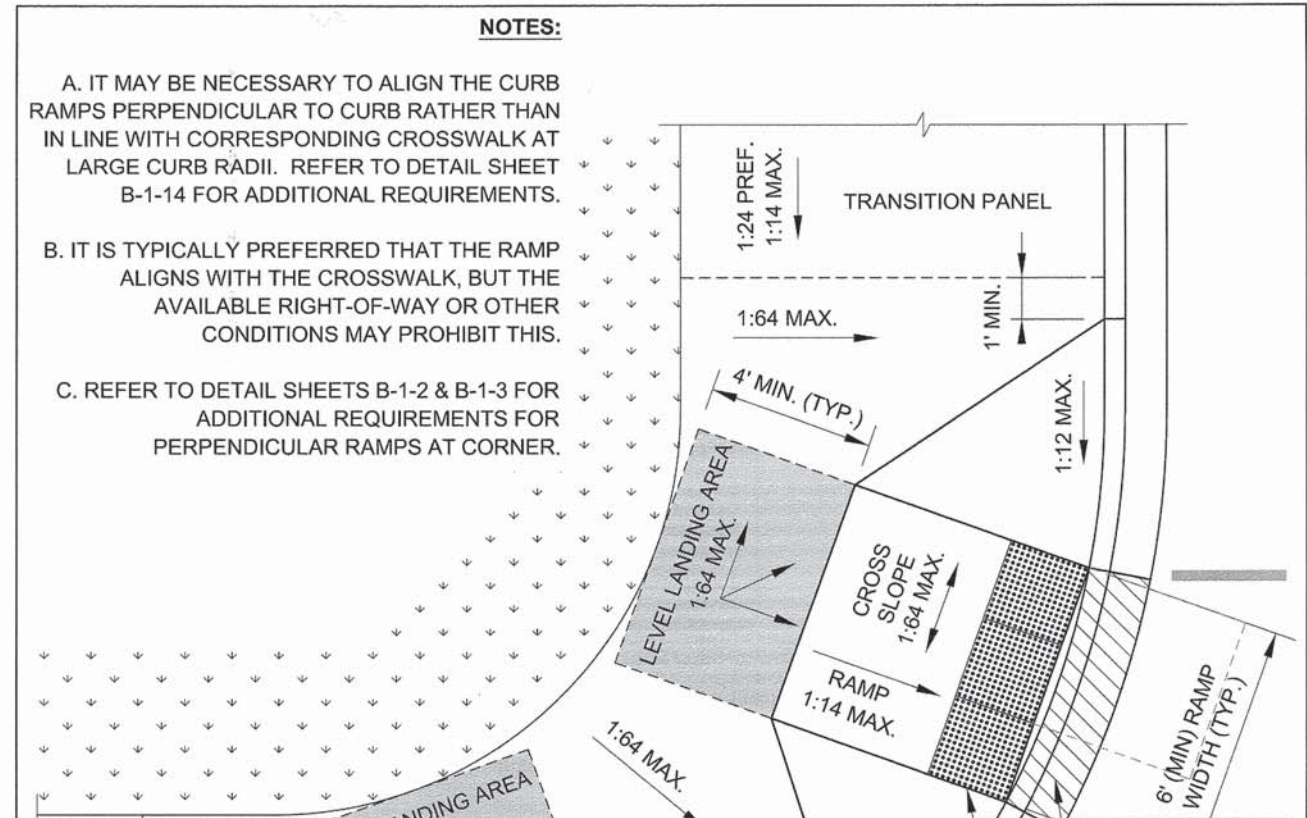 NOTES:
A. IT MAY BE NECESSARY TO ALIGN THE CURB
RAMPS PERPENDICULAR TO CURB RATHER THAN
IN LINE WITH CORRESPONDING CROSSWALK AT
LARGE CURB RADII. REFER TO DETAIL SHEET
B-1-14 FOR ADDITIONAL REQUIREMENTS.
B. IT IS TYPICALLY PREFERRED THAT THE RAMP
ALIGNS WITH THE CROSSWALK, BUT THE
AVAILABLE RIGHT-OF-WAY OR OTHER
CONDITIONS MAY PROHIBIT THIS.
C. REFER TO DETAIL SHEETS B-1-2 & B-1-3 FOR
ADDITIONAL REQUIREMENTS FOR
PERPENDICULAR RAMPS AT CORNER.
1:24 PREF.
1:14 MAX.
TRANSITION PANEL
1' MIN.
1:64 MAX.
4' MIN. (TYP.)
1:12 MAX.
LEVEL LANDING AREA
1:64 MAX.
CROSS
SLOPE
1:64 MAX.
RAMP
1:14 MAX.
6' (MIN) RAMP
WIDTH (TYP.)
1:64 MAX.
AREA